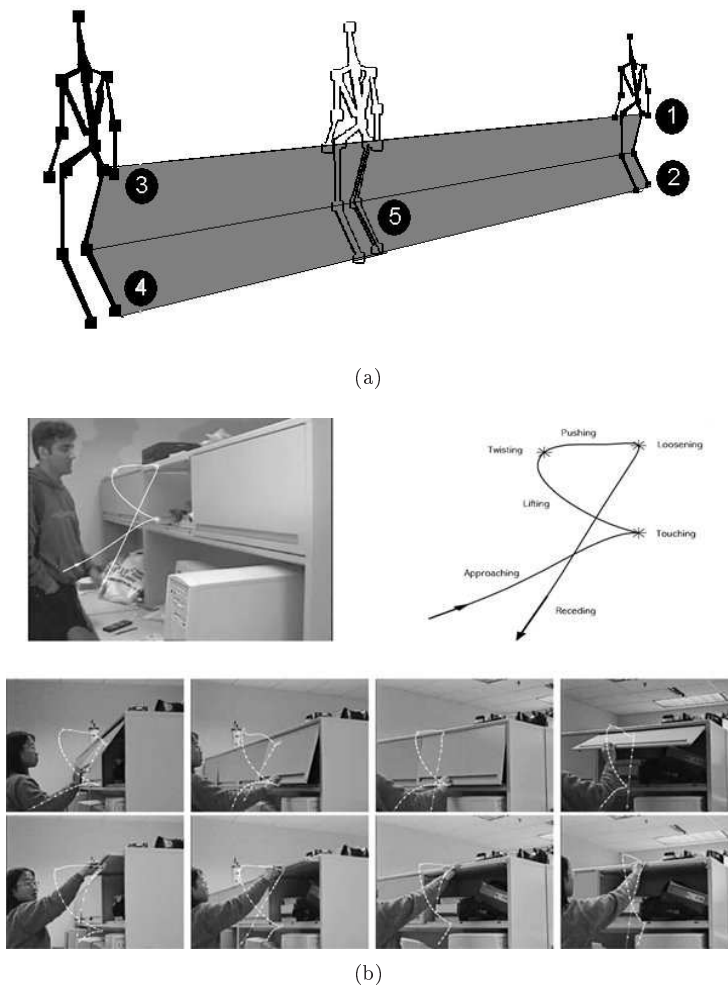 1
2
3
5
4
(a)
Pushing
Twisting
Loosening
Lifting
Touching
Approaching
Receding
(b)